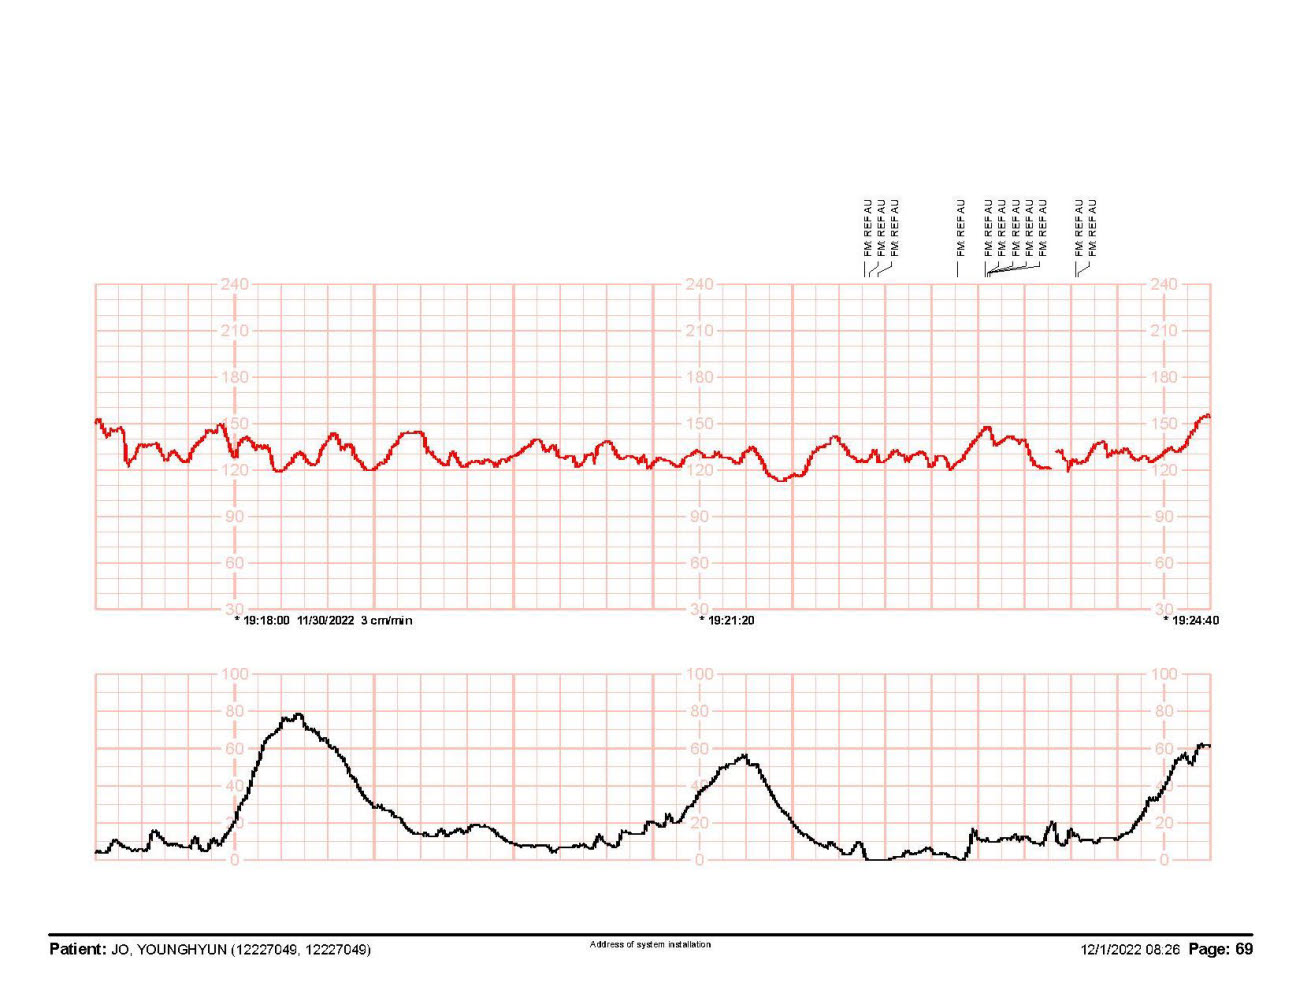 FM: REF AU
FM: REF AU
FM: REF AU
FM: REF AU
FM: REF AU
FM: REF AU
FM: REF AU
FM: REF AU
FM: REF AU
FM: REF AU
FM: REF AU
240 240 240
210 210 210
180 180 180
150 150 150
120 120 120
90 90 90
60 60 60
30 30 30
* 19:18:00 11/30/2022 3 cm/min * 19:21:20 * 19:24:40
100 100 100
80 80 80
60 60 60
40 40 40
20 20 20
0 0 0
Patient: JO, YOUNGHYUN (12227049, 12227049) Address of system installation 12/1/2022 08:26 Page: 69